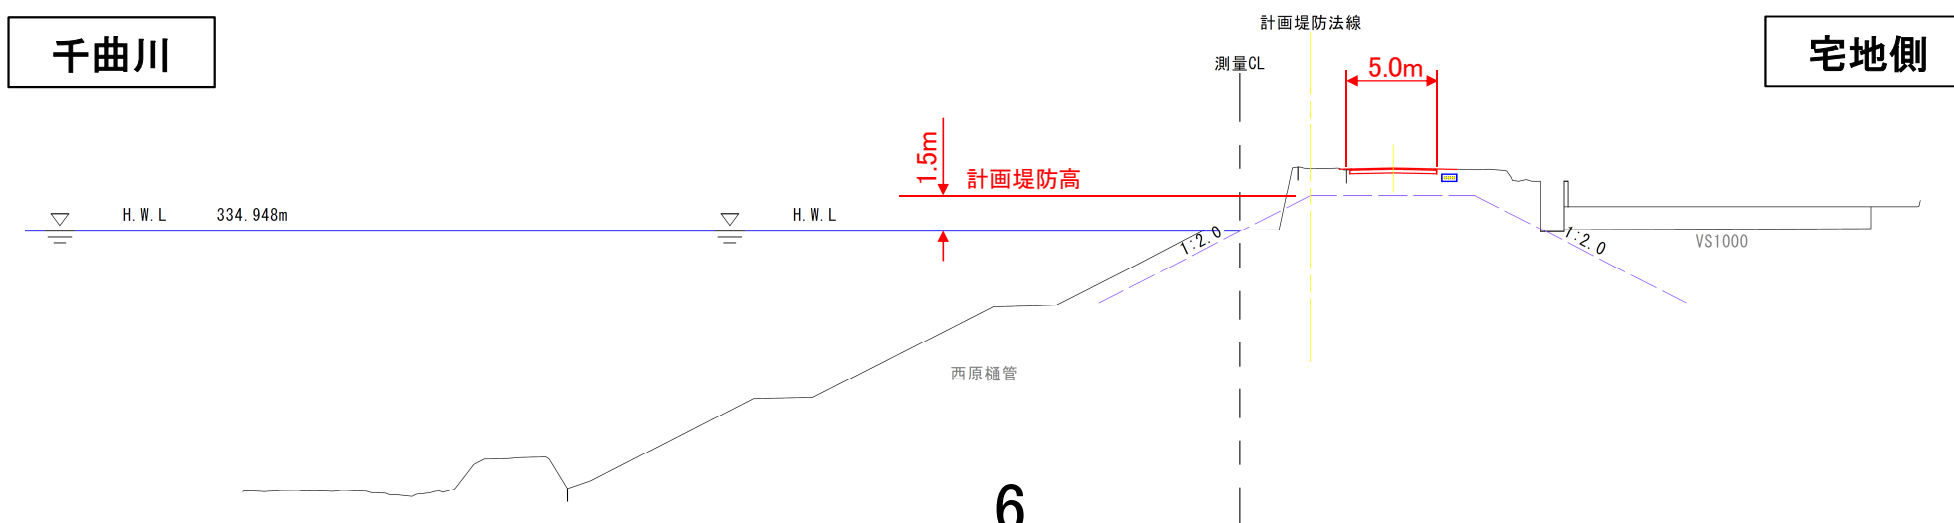 計画堤防法線
千曲川
宅地側
測量CL
5.0m
1.5m
計画堤防高
H.W.L 334.948m
H.W.L
1:2.0
1:2.0
VS1000
西原樋管
6